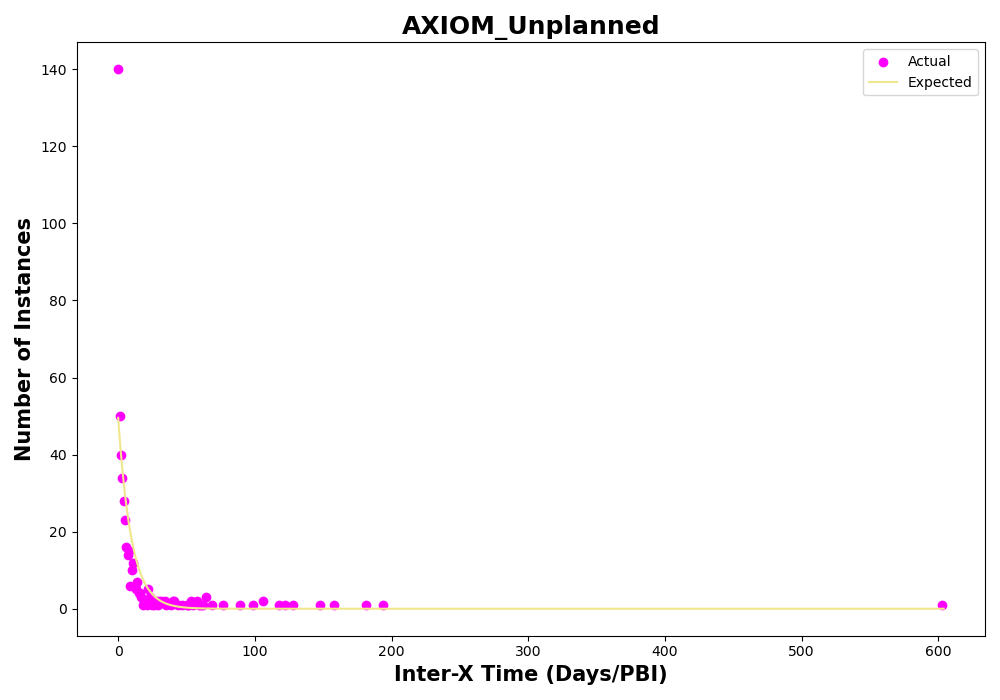 AXIOM_Unplanned
Actual
Expected
140
120
100
80
60
40
20
0
Number of Instances
0 100 200 300 400 500 600
Inter-X Time (Days/PBI)